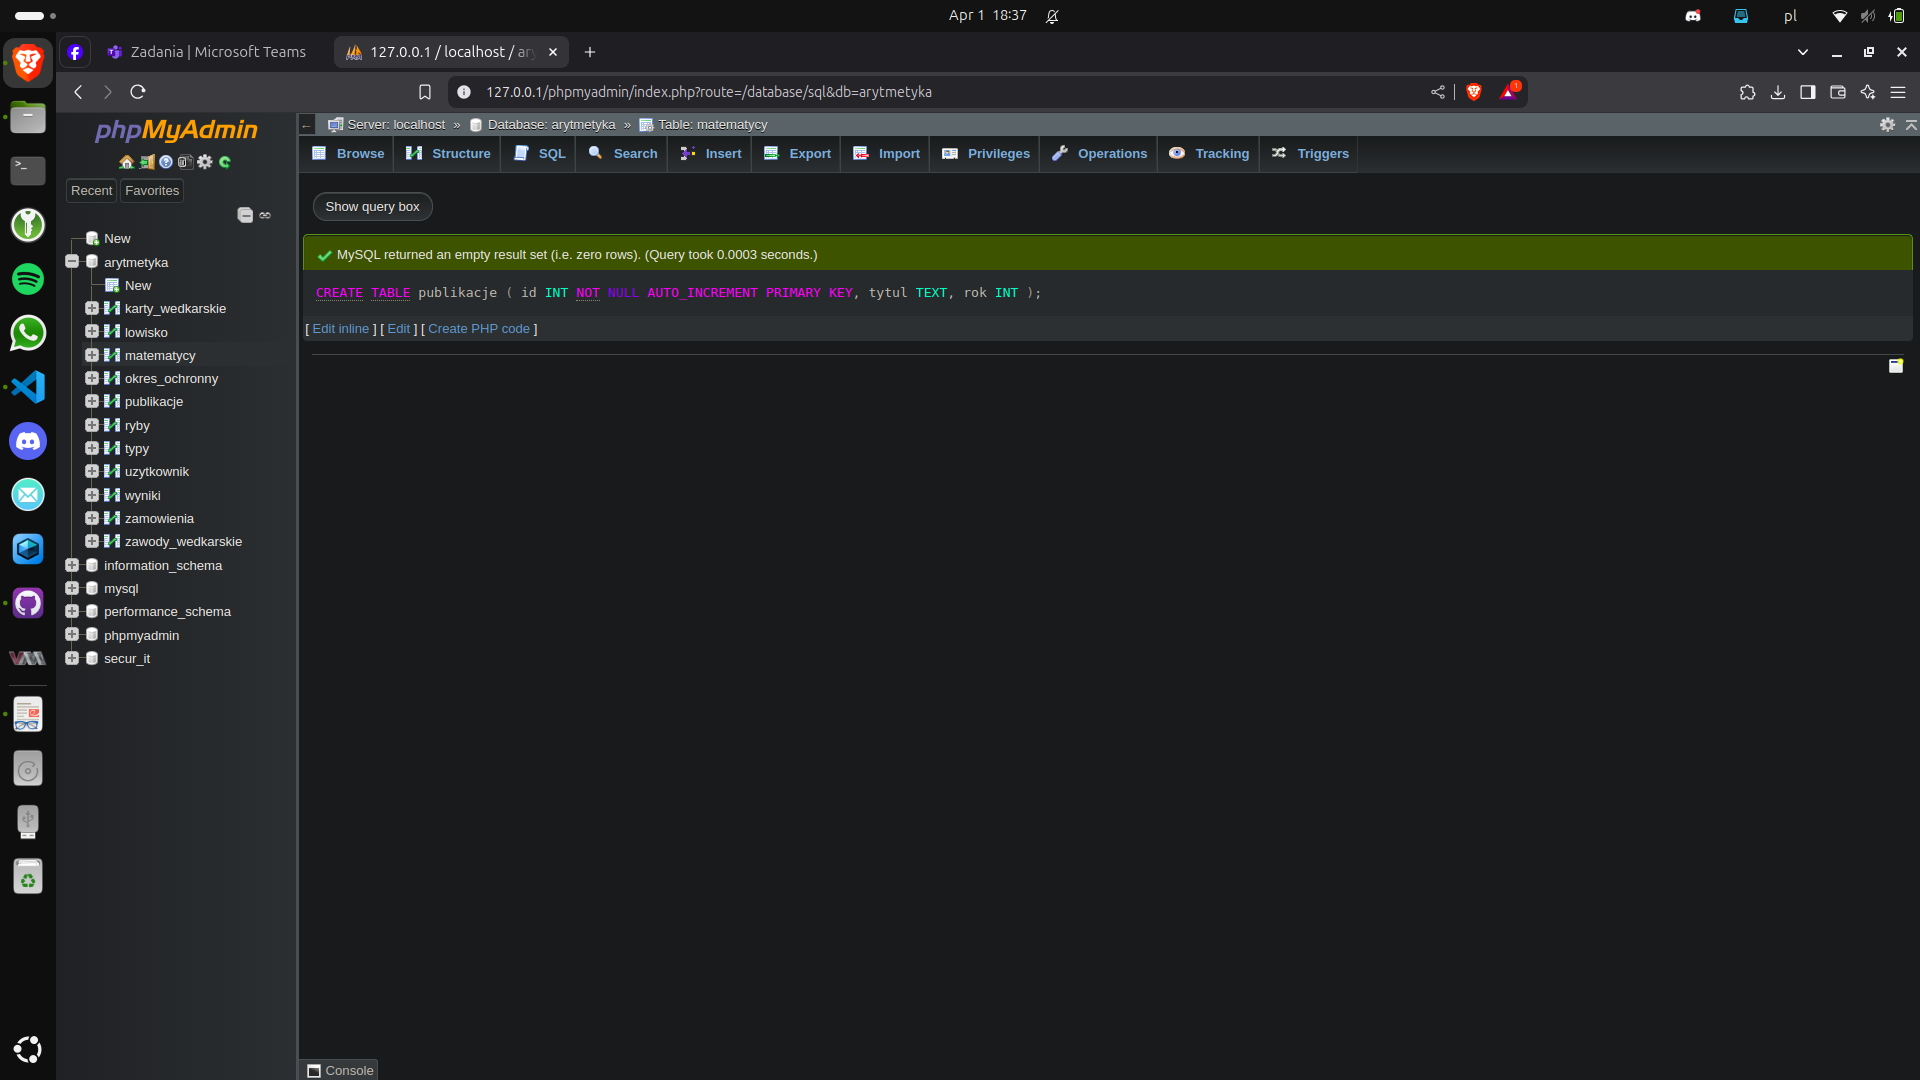 Apr 1 18:37
pl
Zadania | Microsoft Teams
127.0.0.1 / localhost / ary
127.0.0.1/phpmyadmin/index.php?route=/database/sql&db=arytmetyka
1
phpMyAdmin
Recent
Favorites
New
arytmetyka
New
karty_wedkarskie
lowisko
matematycy
okres_ochronny
publikacje
ryby
typy
uzytkownik
wyniki
zamowienia
zawody_wedkarskie
information_schema
mysql
performance_schema
phpmyadmin
secur_it
Server: localhost » Database: arytmetyka » Table: matematycy
Browse Structure SQL Search Insert Export Import Privileges Operations Tracking Triggers
Show query box
MySQL returned an empty result set (i.e. zero rows). (Query took 0.0003 seconds.)
CREATE TABLE publikacje ( id INT NOT NULL AUTO_INCREMENT PRIMARY KEY, tytul TEXT, rok INT );
[ Edit inline ] [ Edit ] [ Create PHP code ]
Console